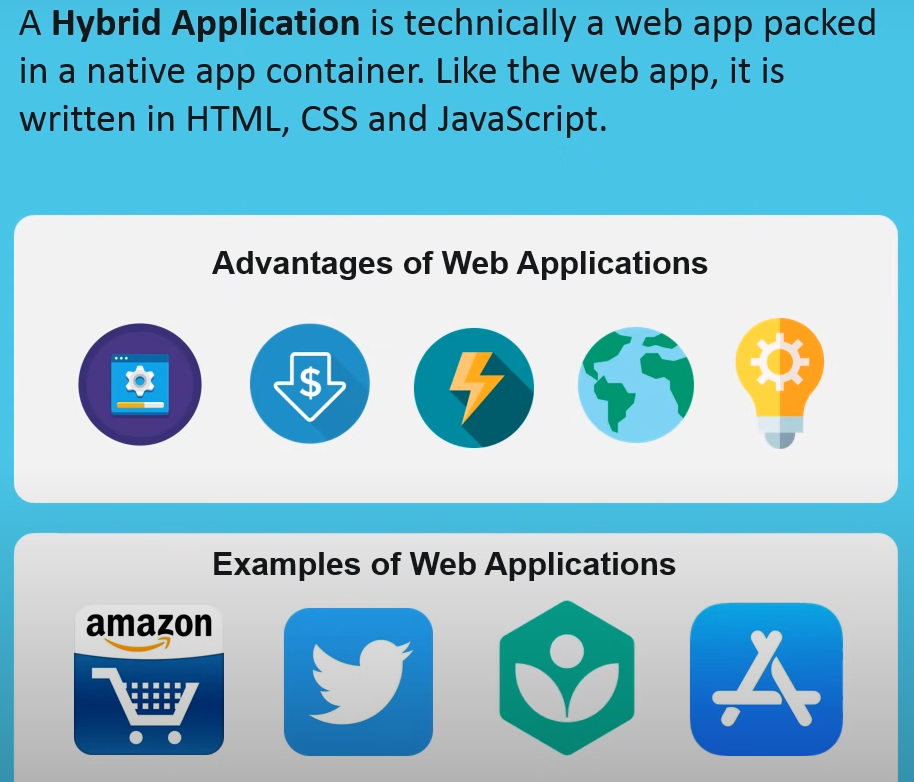 A Hybrid Application is technically a web app packed
in a native app container. Like the web app, it is
written in HTML, CSS and JavaScript.
Advantages of Web Applications
$
Examples of Web Applications
amazon